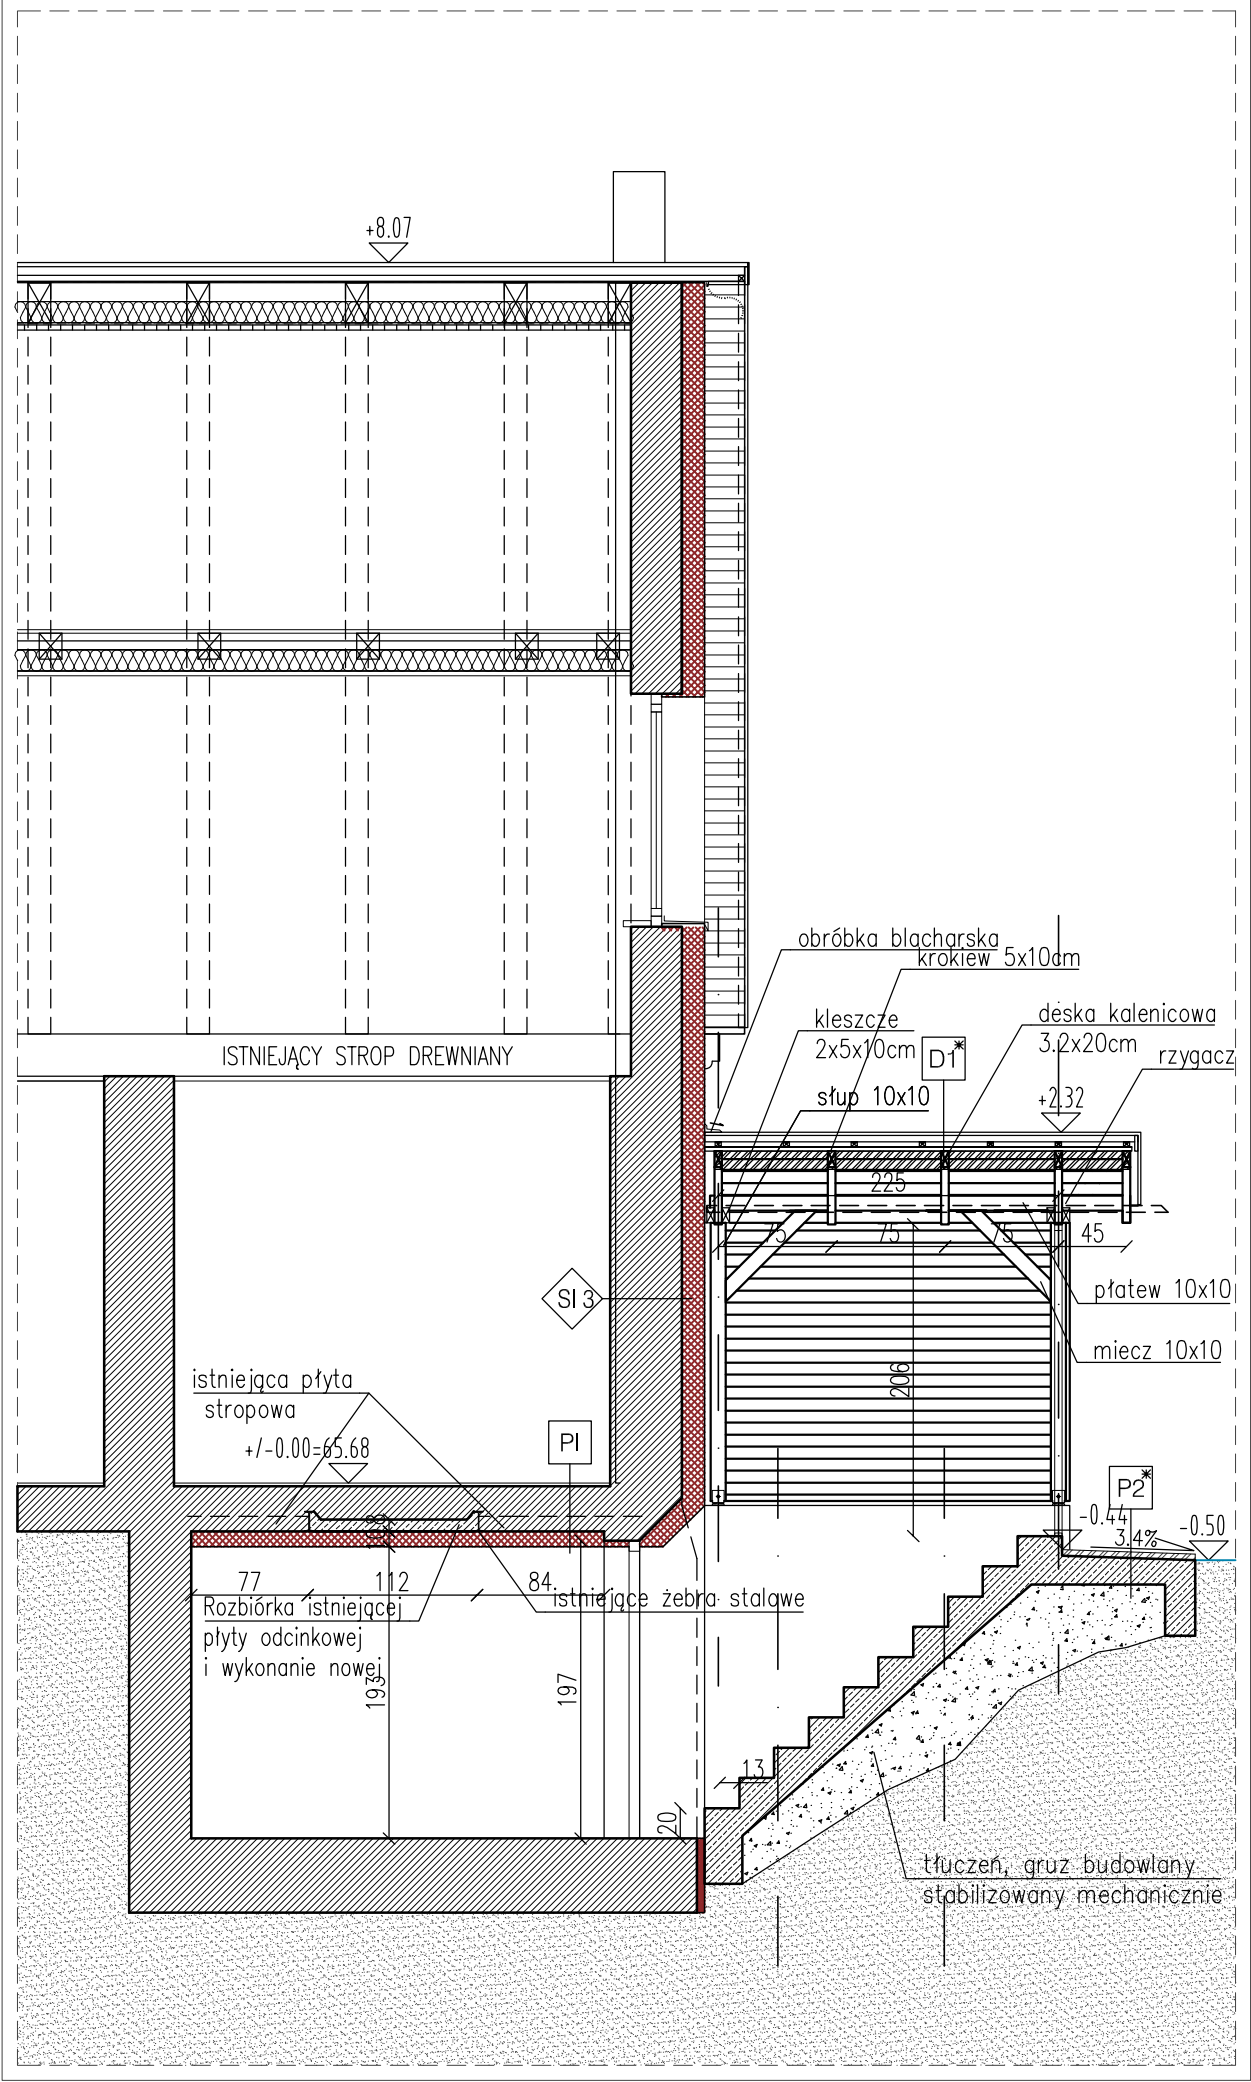 +8.07
obróbka blacharska
krokiew 5x10cm
kleszcze
2x5x10cm
deska kalenicowa
3.2x20cm
D1*
rzygacz
ISTNIEJĄCY STROP DREWNIANY
słup 10x10
+2.32
225
75
75
75
45
SI 3
płatew 10x10
miecz 10x10
206
istniejąca płyta
stropowa
+/-0.00=65.68
PI
P2*
-0.44
3.4%
-0.50
77
112
84
istniejące żebra stalowe
Rozbiórka istniejącej
płyty odcinkowej
i wykonanie nowej
193
197
13
20
tłuczeń, gruz budowlany
stabilizowany mechanicznie